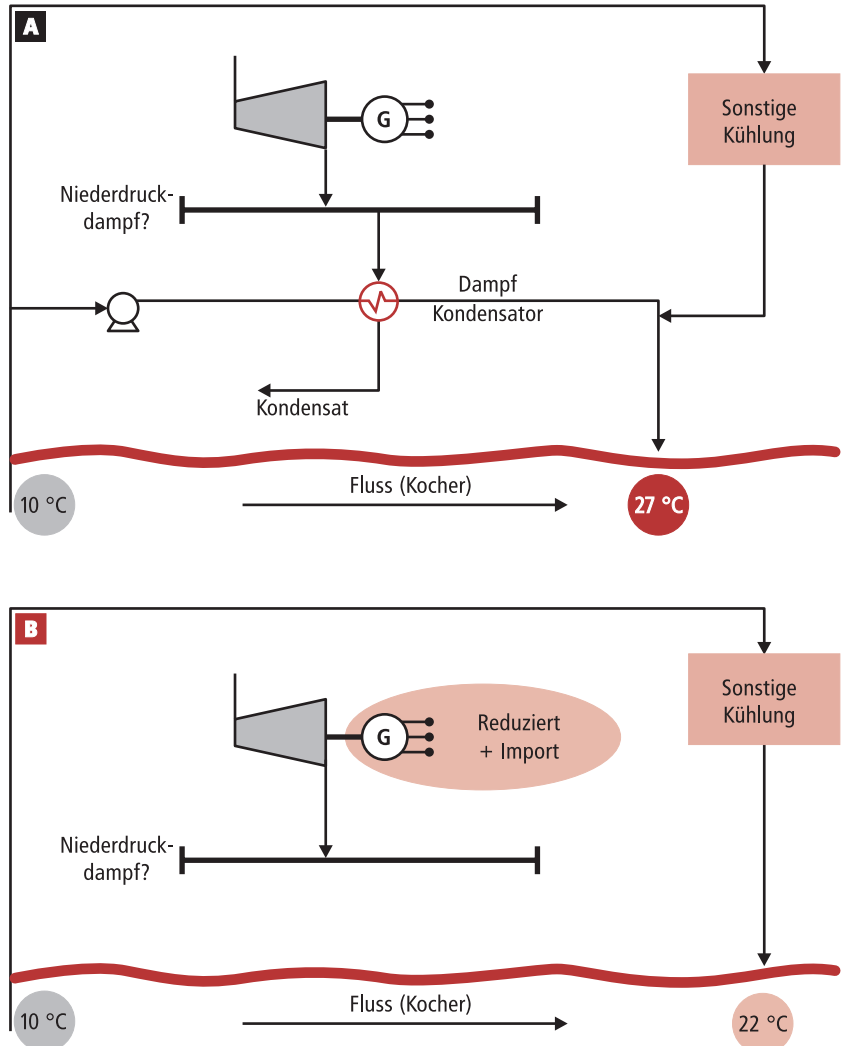 A
Sonstige
Kühlung
G
Niederdruck-
dampf?
Dampf
Kondensator
Kondensat
Fluss (Kocher)
10 °C
27 °C
B
Sonstige
Kühlung
G
Reduziert
+ Import
Niederdruck-
dampf?
Fluss (Kocher)
10 °C
22 °C